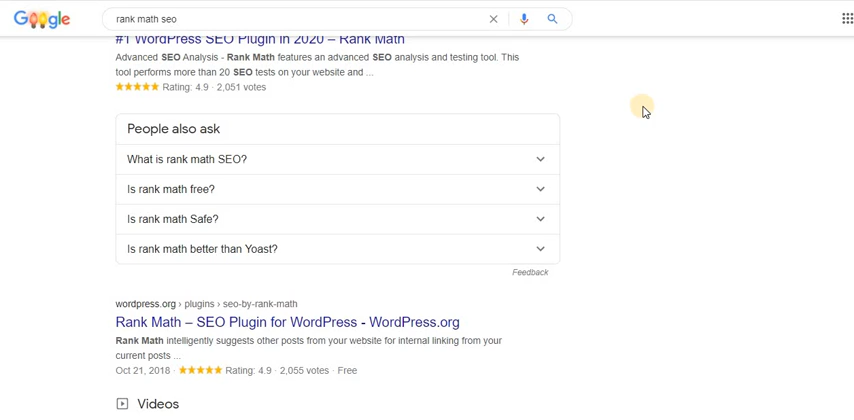 Google
rank math seo
#1 WordPress SEO Plugin in 2020 – Rank Math
Advanced SEO Analysis - Rank Math features an advanced SEO analysis and testing tool. This
tool performs more than 20 SEO tests on your website and ...
Rating: 4.9 · 2,051 votes
People also ask
What is rank math SEO?
Is rank math free?
Is rank math Safe?
Is rank math better than Yoast?
Feedback
wordpress.org › plugins › seo-by-rank-math
Rank Math – SEO Plugin for WordPress - WordPress.org
Rank Math intelligently suggests other posts from your website for internal linking from your
current posts ...
Oct 21, 2018 · Rating: 4.9 · 2,055 votes · Free
Videos